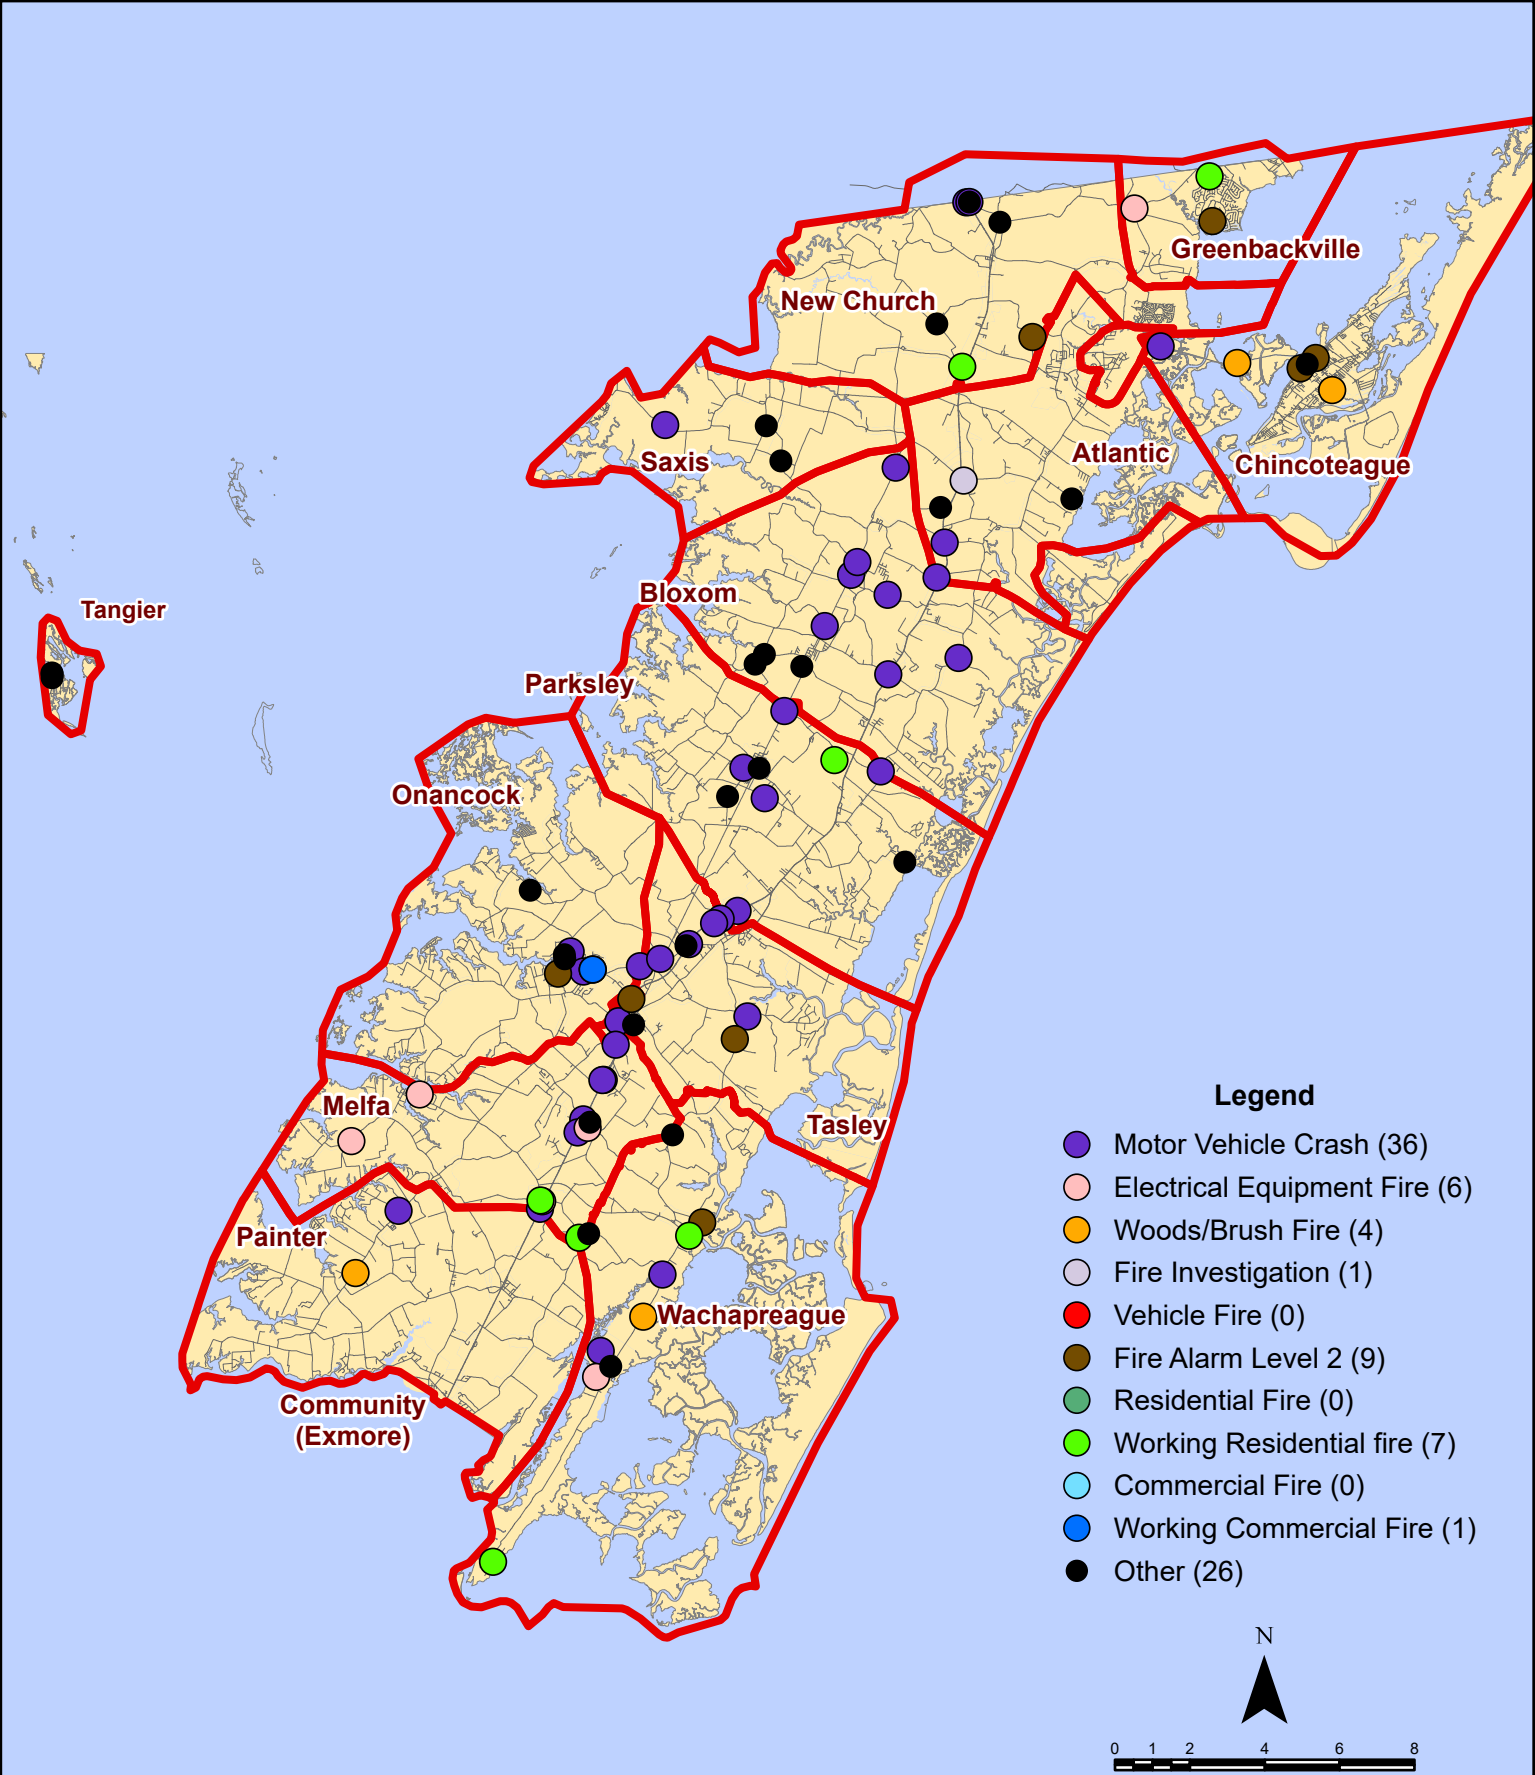 Greenbackville
New Church
Atlantic
Saxis
Chincoteague
Bloxom
Tangier
Parksley
Onancock
Melfa
Tasley
Painter
Wachapreague
Community
(Exmore)
Legend
Motor Vehicle Crash (36)
Electrical Equipment Fire (6)
Woods/Brush Fire (4)
Fire Investigation (1)
Vehicle Fire (0)
Fire Alarm Level 2 (9)
Residential Fire (0)
Working Residential fire (7)
Commercial Fire (0)
Working Commercial Fire (1)
Other (26)
N
0 1 2 4 6 8